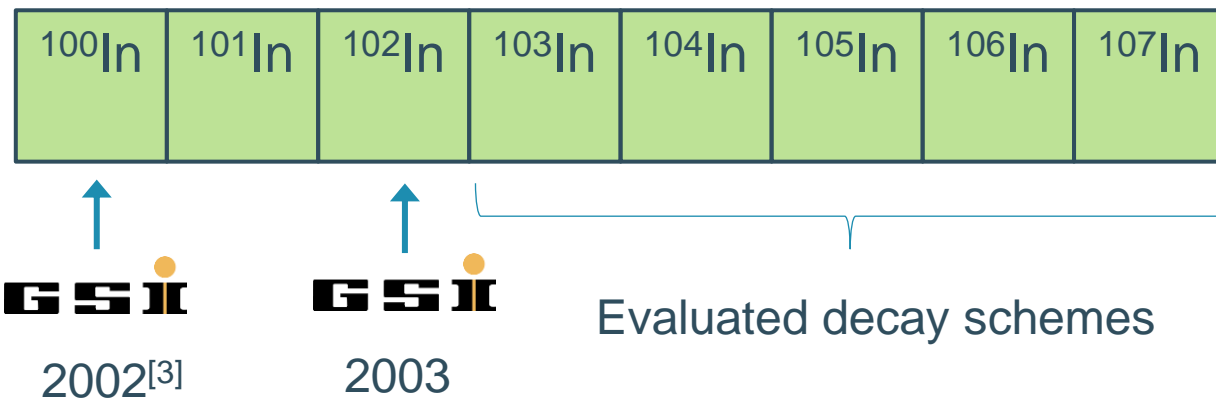 ¹⁰⁰In ¹⁰¹In ¹⁰²In ¹⁰³In ¹⁰⁴In ¹⁰⁵In ¹⁰⁶In ¹⁰⁷In
GSI GSI
Evaluated decay schemes
2002[3] 2003